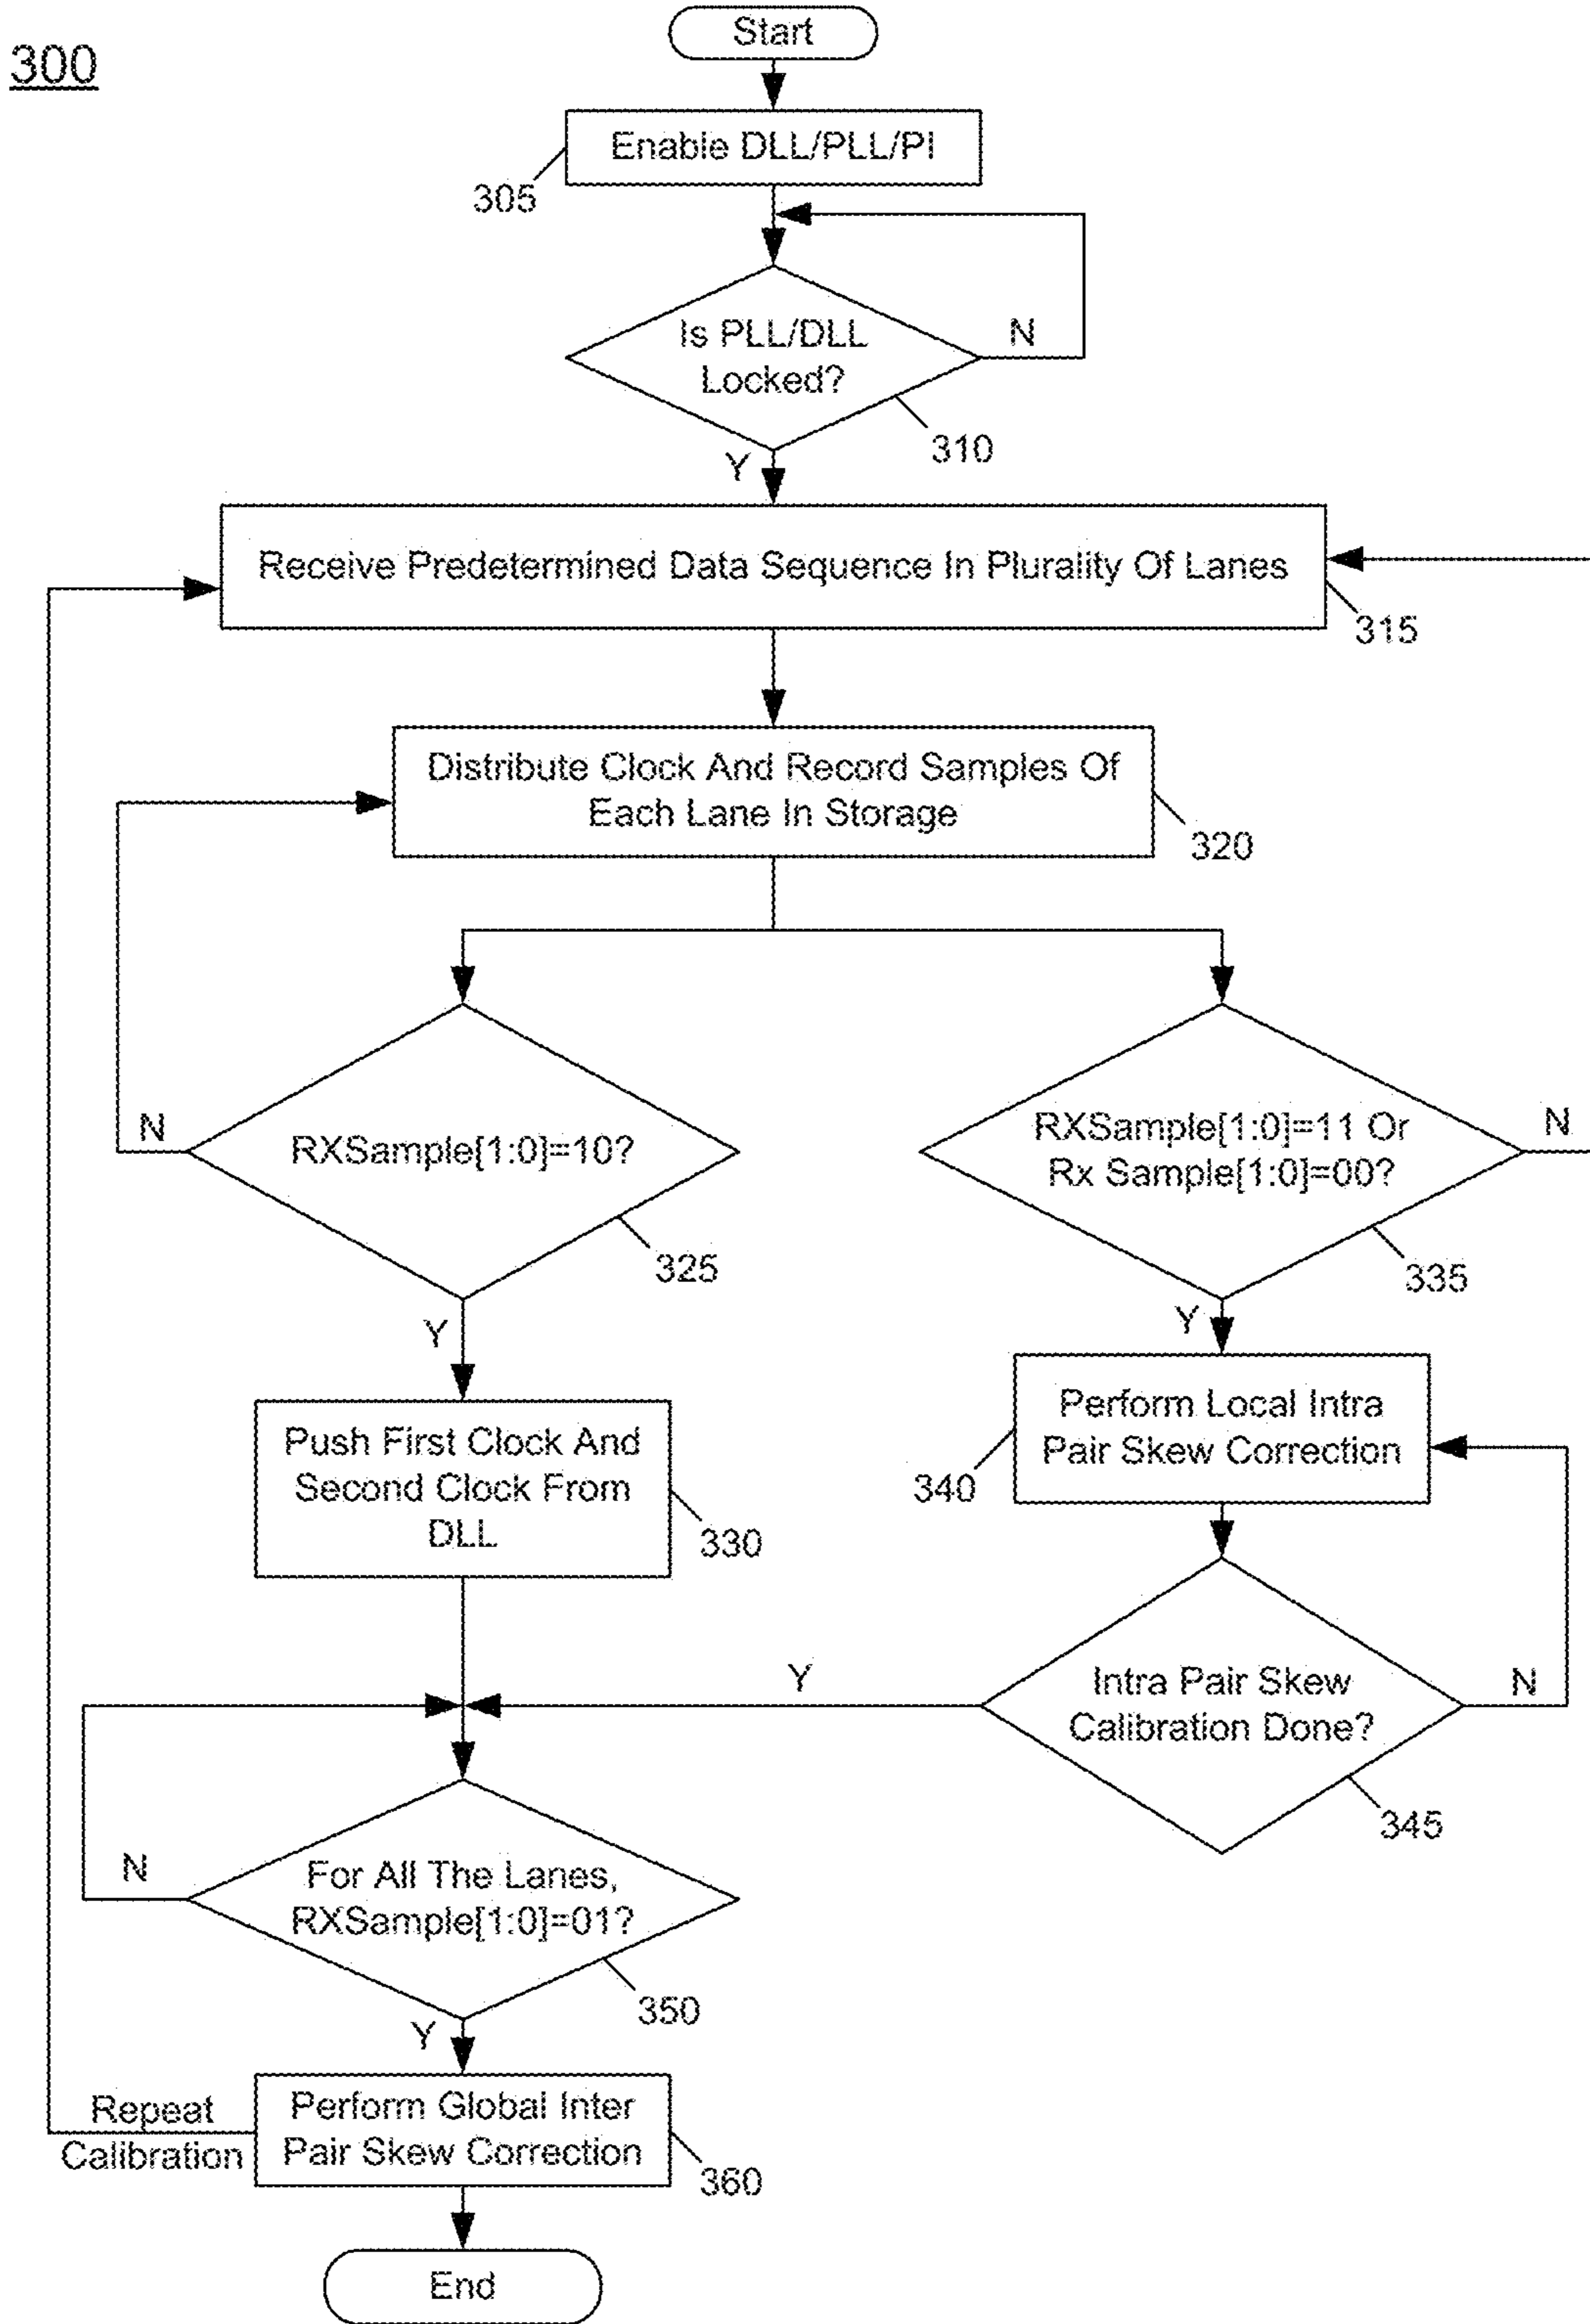 300
Start
Enable DLL/PLL/PI
305
Is PLL/DLL
Locked?
N
310
Y
Receive Predetermined Data Sequence In Plurality Of Lanes
315
Distribute Clock And Record Samples Of
Each Lane In Storage
320
N
RXSample[1:0]=10?
325
Y
RXSample[1:0]=11 Or
Rx Sample[1:0]=00?
N
335
Y
Push First Clock And
Second Clock From
DLL
330
Perform Local Intra
Pair Skew Correction
340
Intra Pair Skew
Calibration Done?
N
345
Y
For All The Lanes,
RXSample[1:0]=01?
N
350
Y
Perform Global Inter
Pair Skew Correction
360
Repeat
Calibration
End